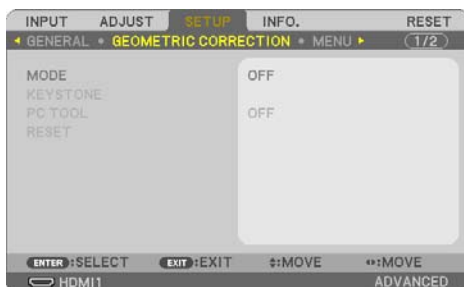 INPUT ADJUST SETUP INFO. RESET
◂ GENERAL • GEOMETRIC CORRECTION • MENU ▸ (1/2)
MODE OFF
KEYSTONE
PC TOOL OFF
RESET
ENTER :SELECT EXIT :EXIT ⬍:MOVE ⬌:MOVE
HDMI1 ADVANCED